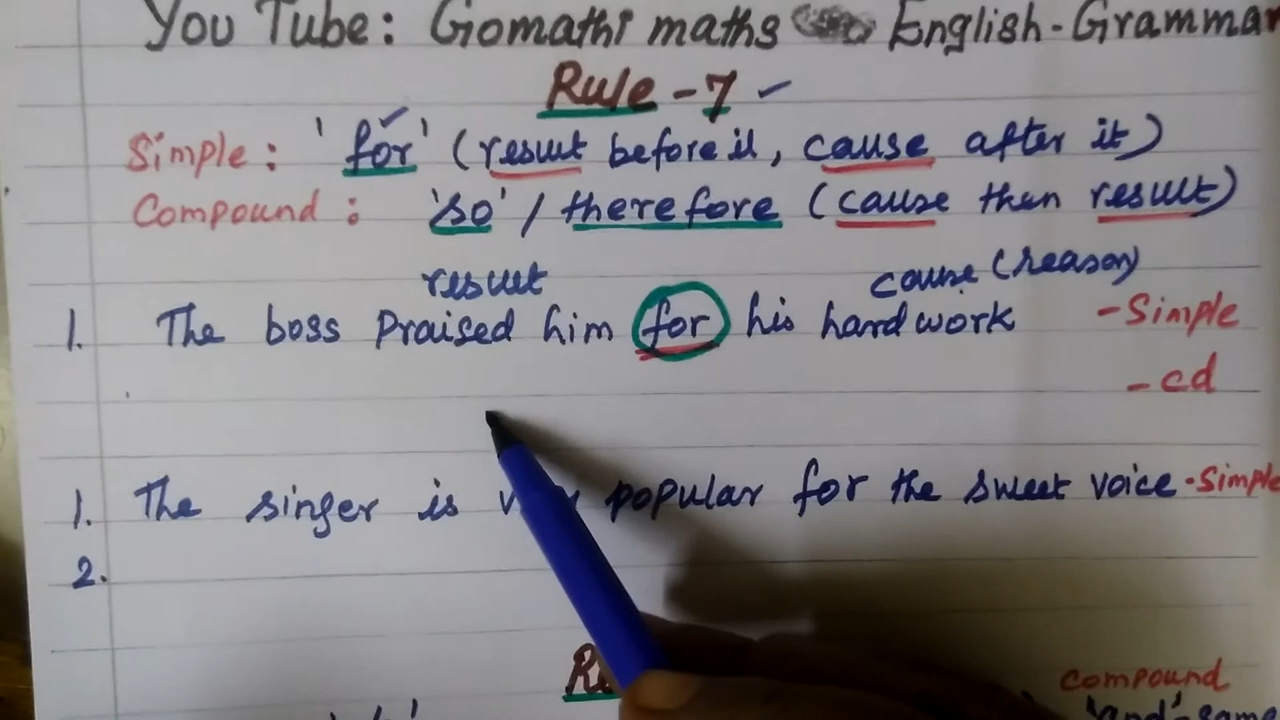 You Tube: Gomathi maths English-Grammar
Rule - 7 ✓
Simple: 'for' (result before it, cause after it)
Compound: 'so' / therefore (cause then result)
result cause (reason)
1. The boss Praised him for his hard work - Simple
- cd
1. The singer is popular for the sweet voice - Simple
2.
Compound